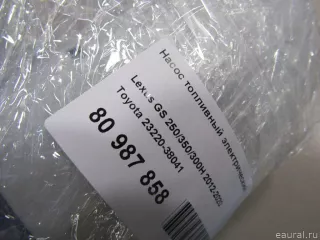 Насос топливный электрический
Lexus GS 250/350/300H 2012-2020
Toyota 23220-38041
80 987 858
eaural.ru